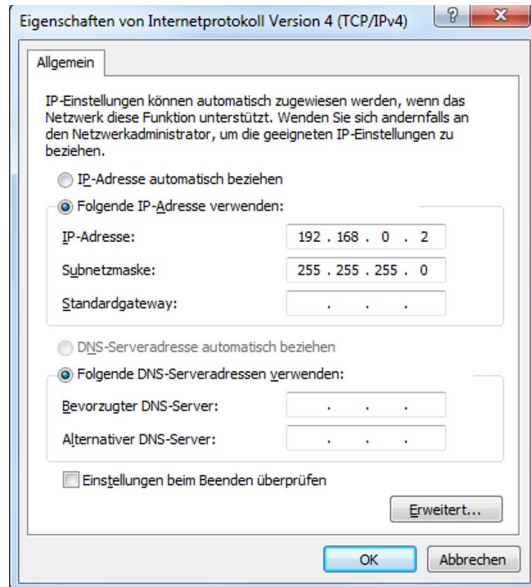 Eigenschaften von Internetprotokoll Version 4 (TCP/IPv4)
Allgemein
IP-Einstellungen können automatisch zugewiesen werden, wenn das
Netzwerk diese Funktion unterstützt. Wenden Sie sich andernfalls an
den Netzwerkadministrator, um die geeigneten IP-Einstellungen zu
beziehen.
IP-Adresse automatisch beziehen
Folgende IP-Adresse verwenden:
IP-Adresse: 192 . 168 . 0 . 2
Subnetzmaske: 255 . 255 . 255 . 0
Standardgateway: . . .
DNS-Serveradresse automatisch beziehen
Folgende DNS-Serveradressen verwenden:
Bevorzugter DNS-Server: . . .
Alternativer DNS-Server: . . .
Einstellungen beim Beenden überprüfen
Erweitert...
OK Abbrechen